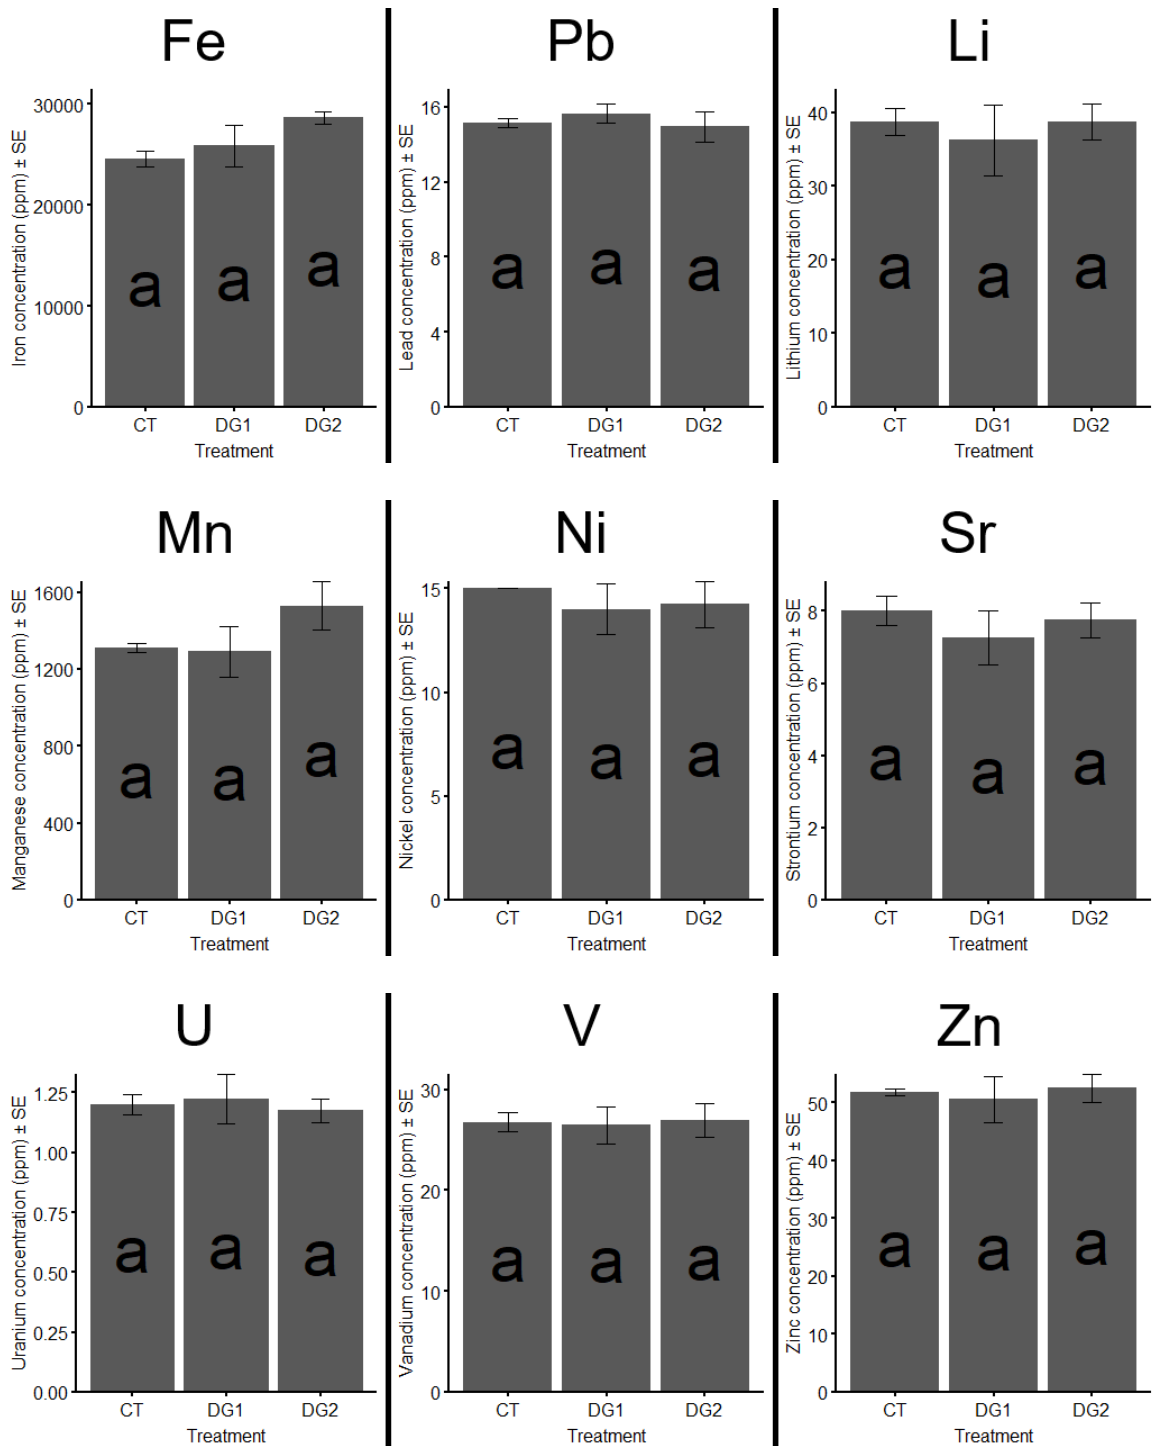 Fe
Iron concentration (ppm) ± SE
30000
20000
10000
0
a a a
CT DG1 DG2
Treatment
Pb
Lead concentration (ppm) ± SE
16
12
8
4
0
a a a
CT DG1 DG2
Treatment
Li
Lithium concentration (ppm) ± SE
40
30
20
10
0
a a a
CT DG1 DG2
Treatment
Mn
Manganese concentration (ppm) ± SE
1600
1200
800
400
0
a a a
CT DG1 DG2
Treatment
Ni
Nickel concentration (ppm) ± SE
15
10
5
0
a a a
CT DG1 DG2
Treatment
Sr
Strontium concentration (ppm) ± SE
8
6
4
2
0
a a a
CT DG1 DG2
Treatment
U
Uranium concentration (ppm) ± SE
1.25
1.00
0.75
0.50
0.25
0.00
a a a
CT DG1 DG2
Treatment
V
Vanadium concentration (ppm) ± SE
30
20
10
0
a a a
CT DG1 DG2
Treatment
Zn
Zinc concentration (ppm) ± SE
50
40
30
20
10
0
a a a
CT DG1 DG2
Treatment